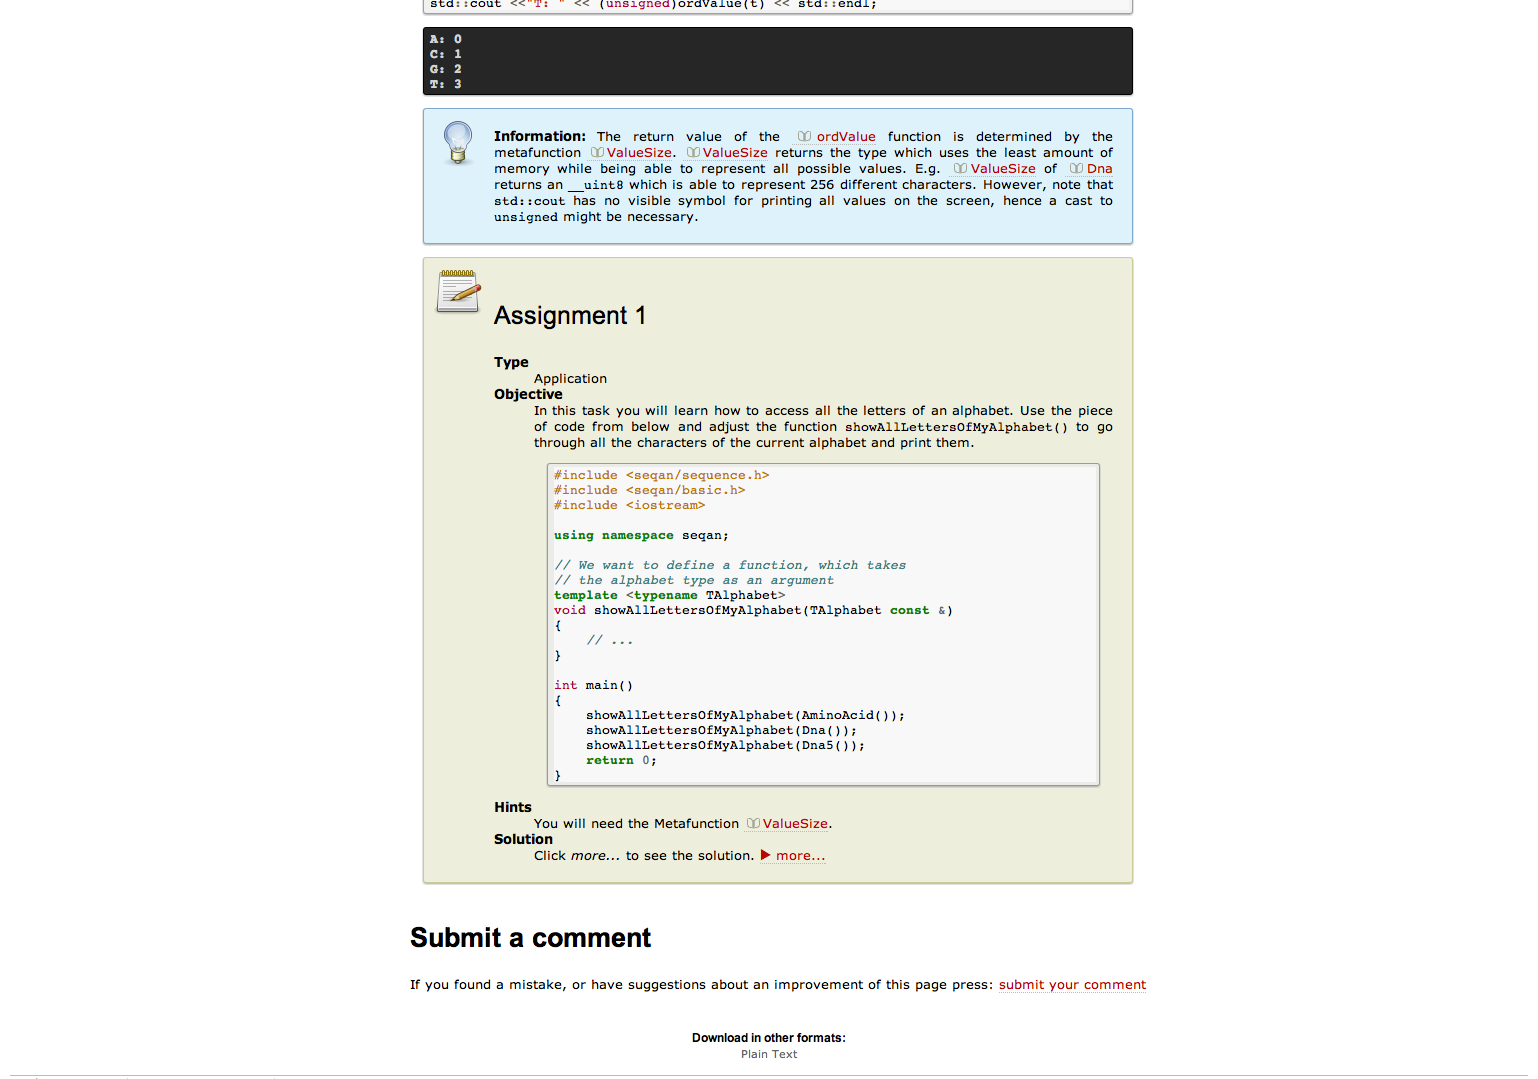 std::cout <<"T: " << (unsigned)ordValue(t) << std::endl;
A: 0
C: 1
G: 2
T: 3
Information: The return value of the ordValue function is determined by the
metafunction ValueSize. ValueSize returns the type which uses the least amount of
memory while being able to represent all possible values. E.g. ValueSize of Dna
returns an __uint8 which is able to represent 256 different characters. However, note that
std::cout has no visible symbol for printing all values on the screen, hence a cast to
unsigned might be necessary.
Assignment 1
Type
Application
Objective
In this task you will learn how to access all the letters of an alphabet. Use the piece
of code from below and adjust the function showAllLettersOfMyAlphabet() to go
through all the characters of the current alphabet and print them.
#include <seqan/sequence.h>
#include <seqan/basic.h>
#include <iostream>
using namespace seqan;
// We want to define a function, which takes
// the alphabet type as an argument
template <typename TAlphabet>
void showAllLettersOfMyAlphabet(TAlphabet const &)
{
// ...
}
int main()
{
showAllLettersOfMyAlphabet(AminoAcid());
showAllLettersOfMyAlphabet(Dna());
showAllLettersOfMyAlphabet(Dna5());
return 0;
}
Hints
You will need the Metafunction ValueSize.
Solution
Click more... to see the solution. ▶ more...
Submit a comment
If you found a mistake, or have suggestions about an improvement of this page press: submit your comment
Download in other formats:
Plain Text